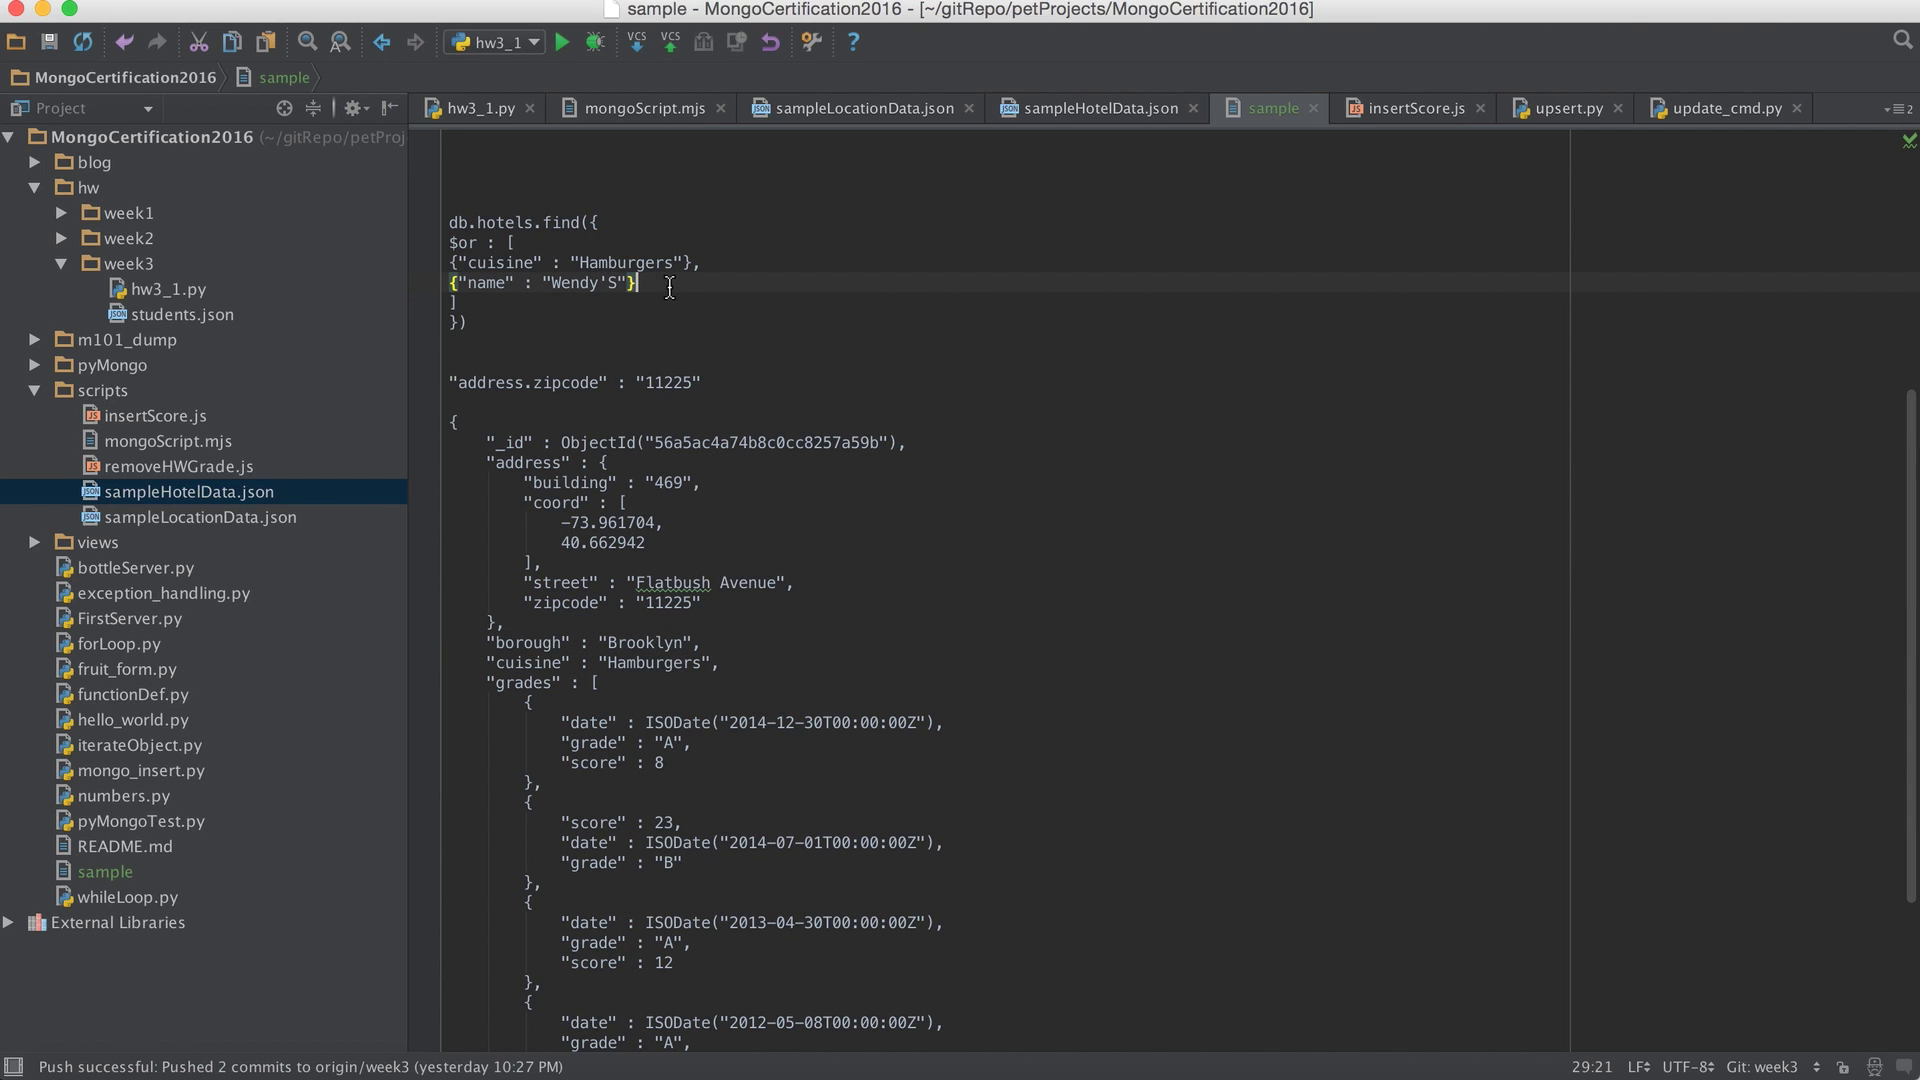 sample - MongoCertification2016 - [~/gitRepo/petProjects/MongoCertification2016]
hw3_1
VCS VCS
?
MongoCertification2016 sample
Project
hw3_1.py mongoScript.mjs sampleLocationData.json sampleHotelData.json sample insertScore.js upsert.py update_cmd.py
2
MongoCertification2016 (~/gitRepo/petProj
blog
hw
week1
week2
week3
hw3_1.py
students.json
m101_dump
pyMongo
scripts
insertScore.js
mongoScript.mjs
removeHWGrade.js
sampleHotelData.json
sampleLocationData.json
views
bottleServer.py
exception_handling.py
FirstServer.py
forLoop.py
fruit_form.py
functionDef.py
hello_world.py
iterateObject.py
mongo_insert.py
numbers.py
pyMongoTest.py
README.md
sample
whileLoop.py
External Libraries
db.hotels.find({
$or : [
{"cuisine" : "Hamburgers"},
{"name" : "Wendy'S"}
]
})
"address.zipcode" : "11225"
{
"_id" : ObjectId("56a5ac4a74b8c0cc8257a59b"),
"address" : {
"building" : "469",
"coord" : [
-73.961704,
40.662942
],
"street" : "Flatbush Avenue",
"zipcode" : "11225"
},
"borough" : "Brooklyn",
"cuisine" : "Hamburgers",
"grades" : [
{
"date" : ISODate("2014-12-30T00:00:00Z"),
"grade" : "A",
"score" : 8
},
{
"score" : 23,
"date" : ISODate("2014-07-01T00:00:00Z"),
"grade" : "B"
},
{
"date" : ISODate("2013-04-30T00:00:00Z"),
"grade" : "A",
"score" : 12
},
{
"date" : ISODate("2012-05-08T00:00:00Z"),
"grade" : "A",
Push successful: Pushed 2 commits to origin/week3 (yesterday 10:27 PM)
29:21 LF UTF-8 Git: week3